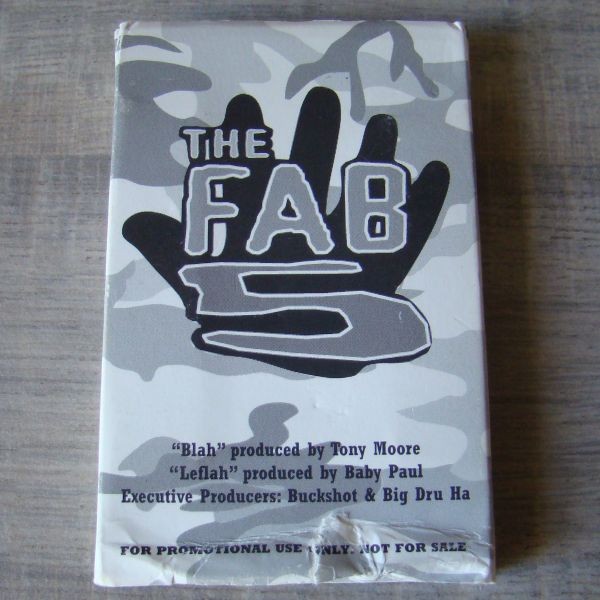 THE
FAB
5
"Blah" produced by Tony Moore
"Leflah" produced by Baby Paul
Executive Producers: Buckshot & Big Dru Ha
FOR PROMOTIONAL USE ONLY. NOT FOR SALE